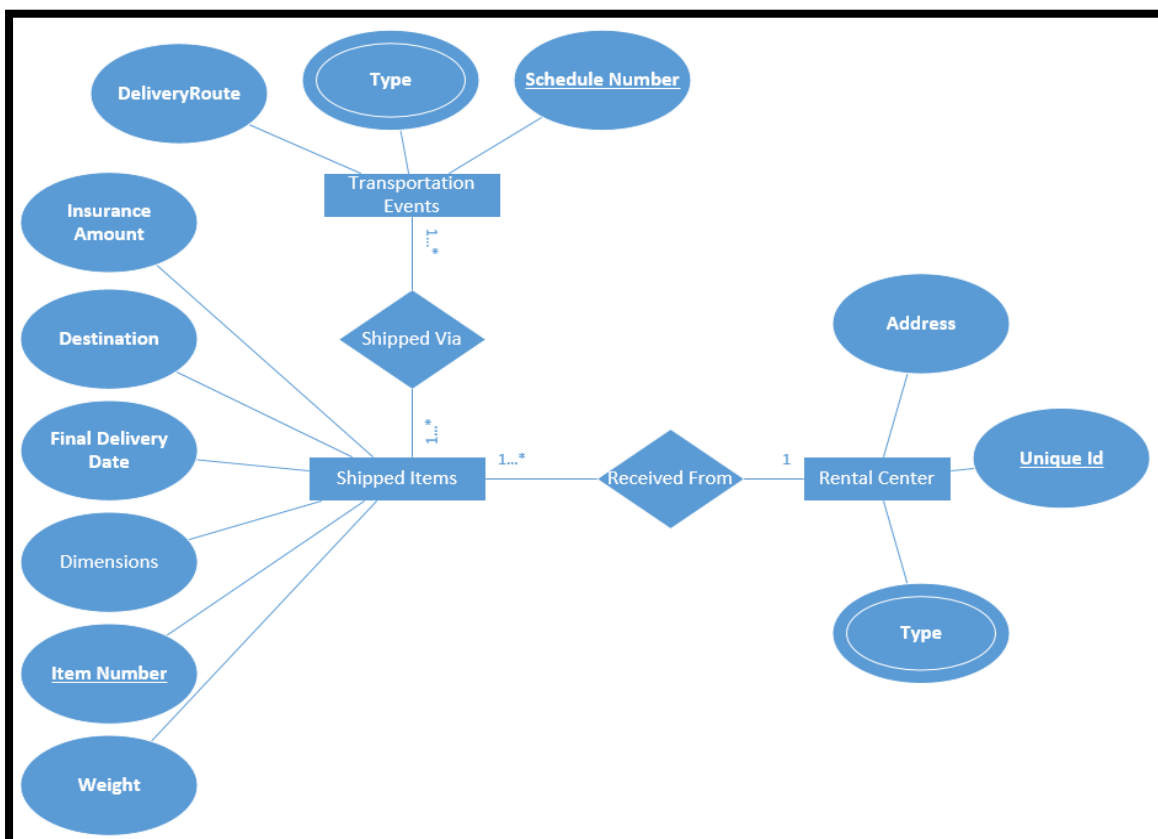 DeliveryRoute
Type
Schedule Number
Transportation
Events
Insurance
Amount
1...*
Address
Destination
Shipped Via
Final Delivery
Date
1...*
Unique Id
Shipped Items
1...*
Received From
1
Rental Center
Dimensions
Type
Item Number
Weight